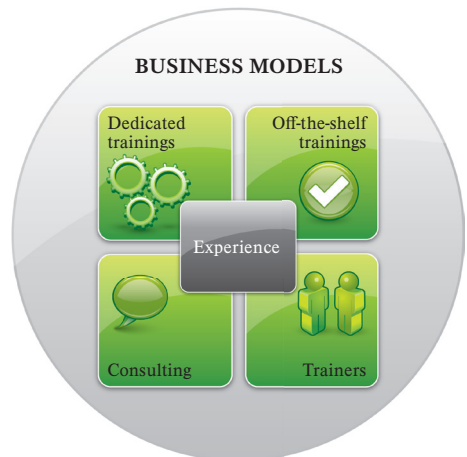 BUSINESS MODELS
Dedicated
trainings
Off-the-shelf
trainings
Experience
Consulting
Trainers